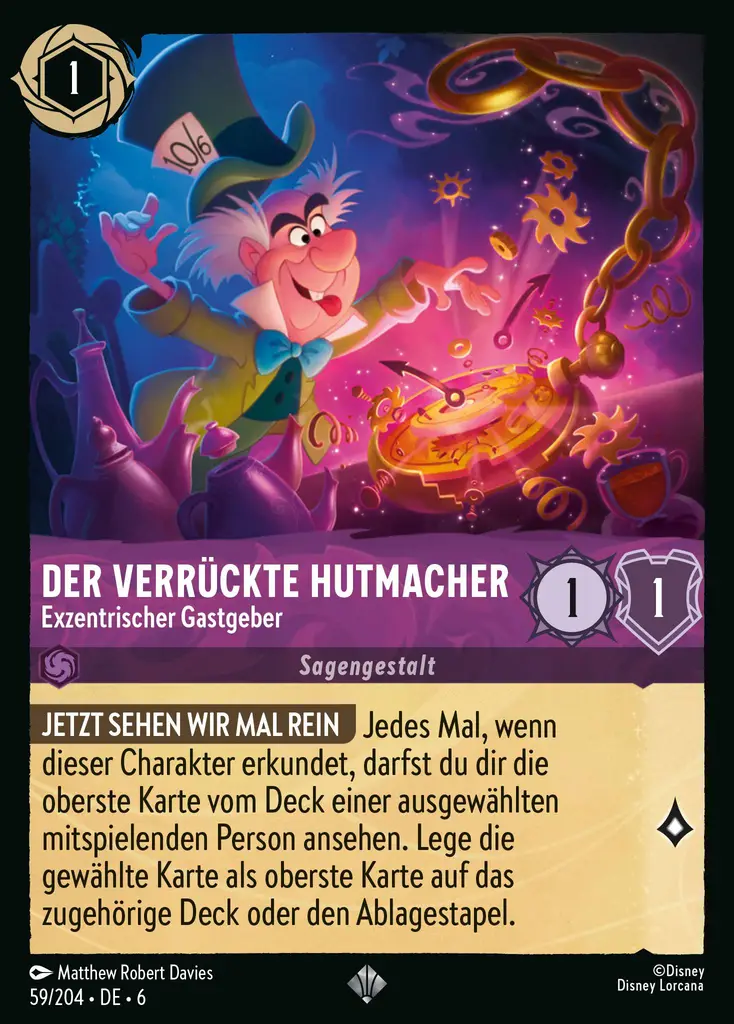 1
10/6
DER VERRÜCKTE HUTMACHER
Exzentrischer Gastgeber
1
1
Sagengestalt
JETZT SEHEN WIR MAL REIN Jedes Mal, wenn
dieser Charakter erkundet, darfst du dir die
oberste Karte vom Deck einer ausgewählten
mitspielenden Person ansehen. Lege die
gewählte Karte als oberste Karte auf das
zugehörige Deck oder den Ablagestapel.
Matthew Robert Davies
59/204 • DE • 6
©Disney
Disney Lorcana